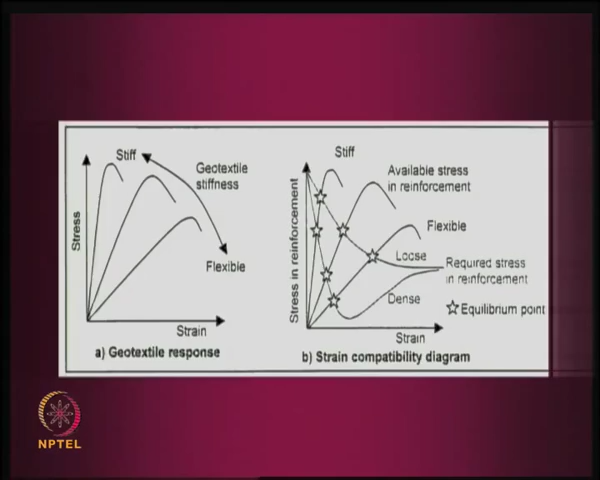 Stiff
Geotextile
stiffness
Flexible
Stress
Strain
a) Geotextile response
Stiff
Available stress
in reinforcement
Flexible
Loose
Required stress
in reinforcement
Dense
Equilibrium point
Stress in reinforcement
Strain
b) Strain compatibility diagram
NPTEL